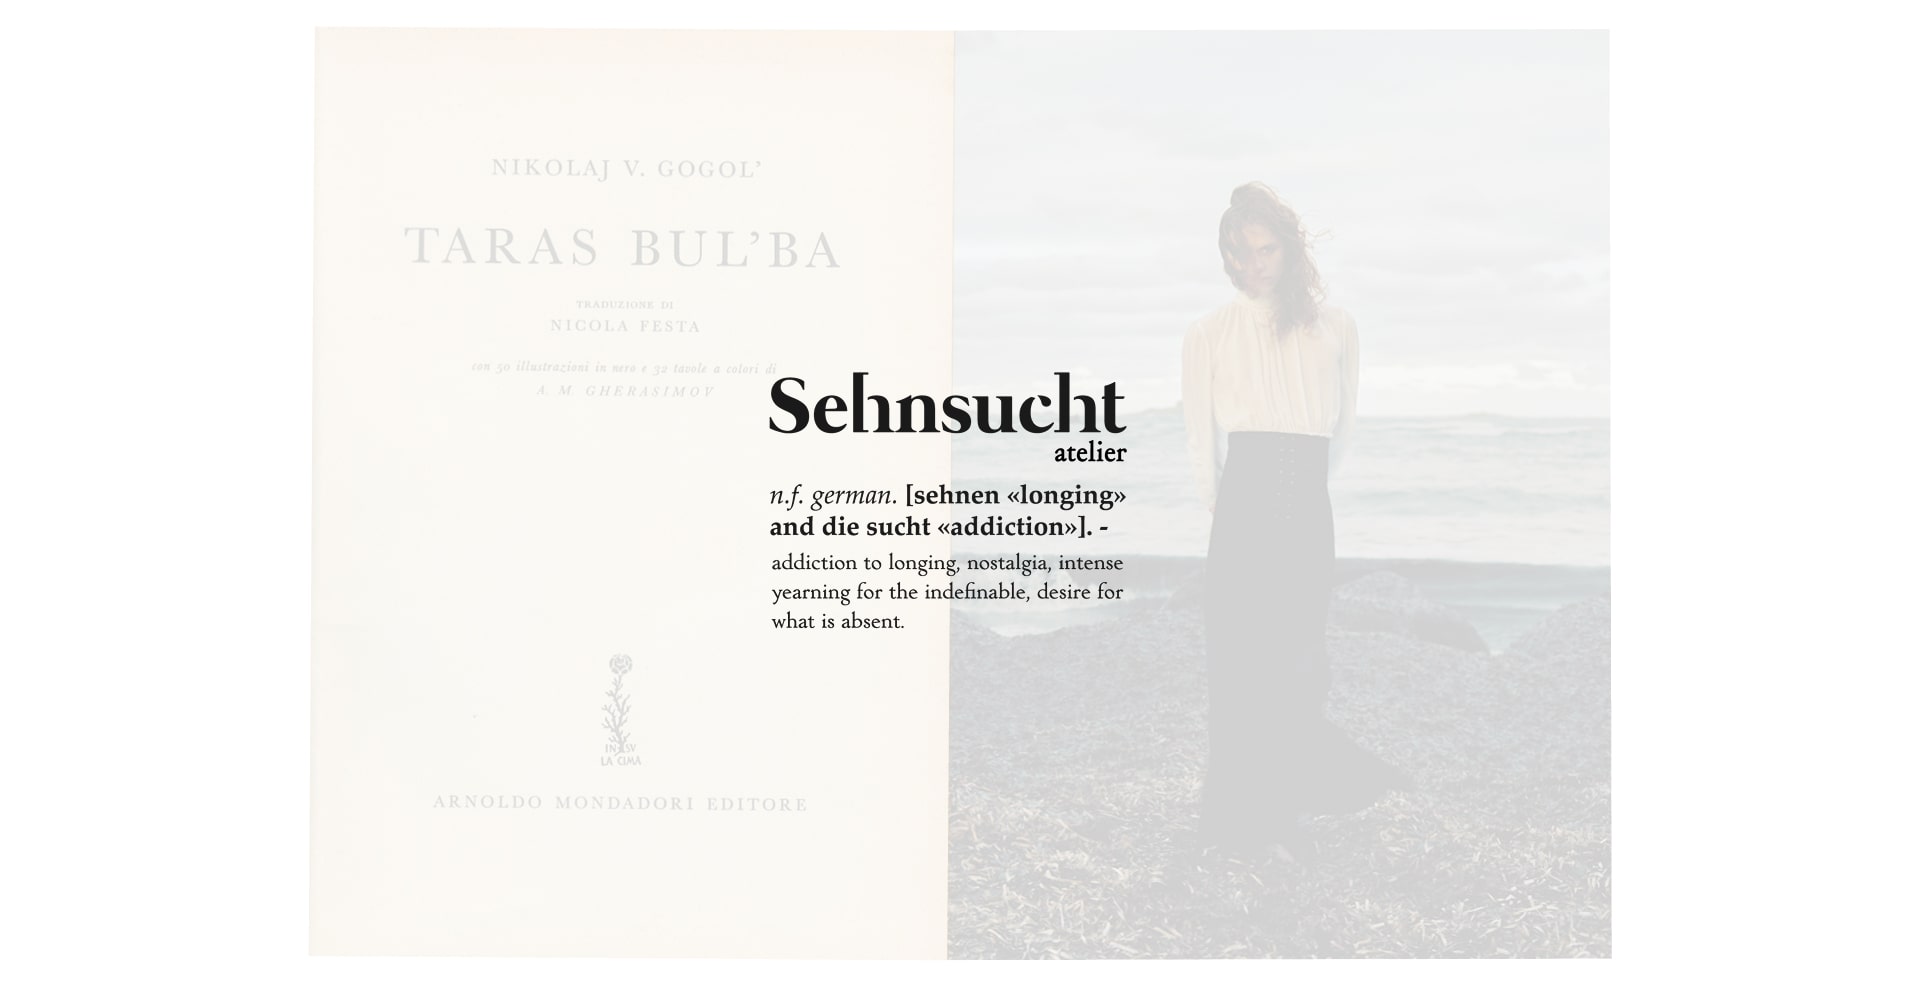 NIKOLAJ V. GOGOL’
TARAS BUL’BA
TRADUZIONE DI
NICOLA FESTA
con 50 illustrazioni in nero e 32 tavole a colori di
A. M. GHERASIMOV
IN SV
LA CIMA
ARNOLDO MONDADORI EDITORE
Sehnsucht
atelier
n.f. german. [sehnen «longing»
and die sucht «addiction»]. -
addiction to longing, nostalgia, intense
yearning for the indefinable, desire for
what is absent.